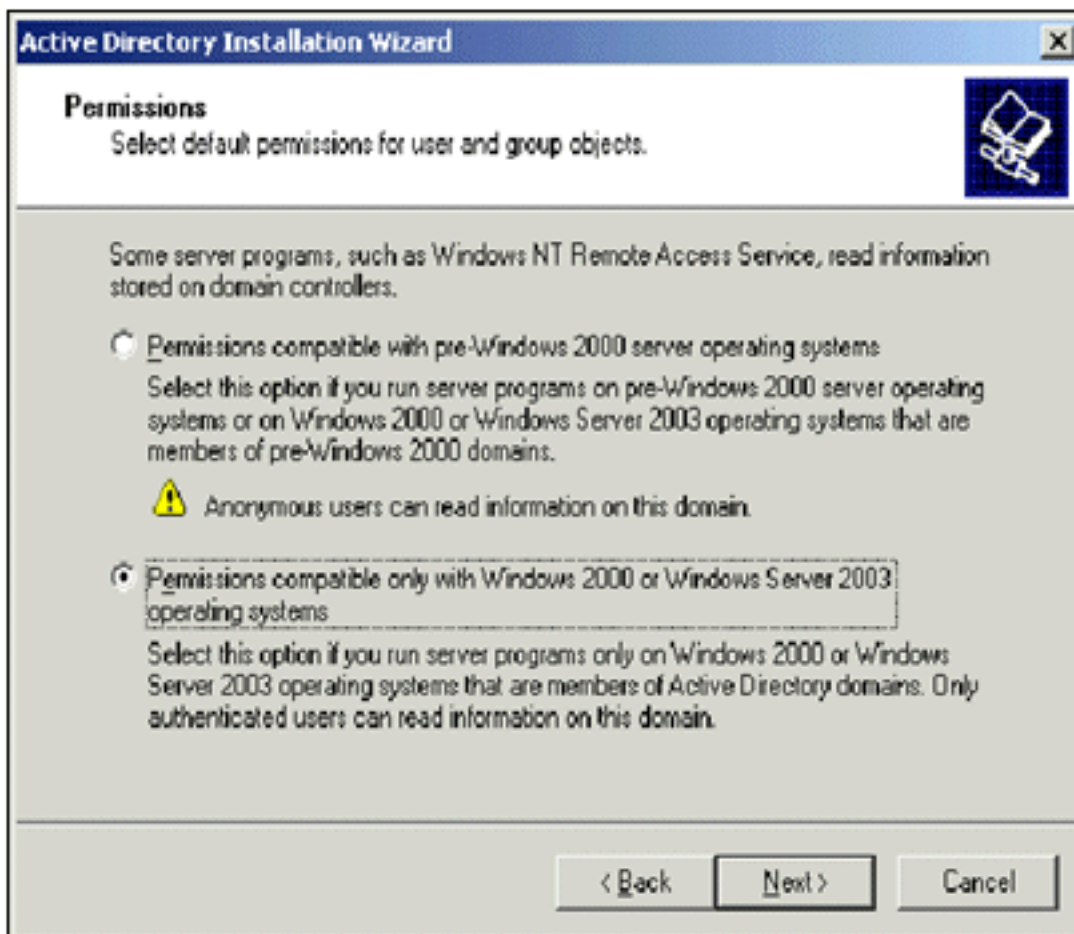 Active Directory Installation Wizard
Permissions
Select default permissions for user and group objects.
Some server programs, such as Windows NT Remote Access Service, read information
stored on domain controllers.
Permissions compatible with pre-Windows 2000 server operating systems
Select this option if you run server programs on pre-Windows 2000 server operating
systems or on Windows 2000 or Windows Server 2003 operating systems that are
members of pre-Windows 2000 domains.
Anonymous users can read information on this domain.
Permissions compatible only with Windows 2000 or Windows Server 2003
operating systems
Select this option if you run server programs only on Windows 2000 or Windows
Server 2003 operating systems that are members of Active Directory domains. Only
authenticated users can read information on this domain.
< Back Next > Cancel